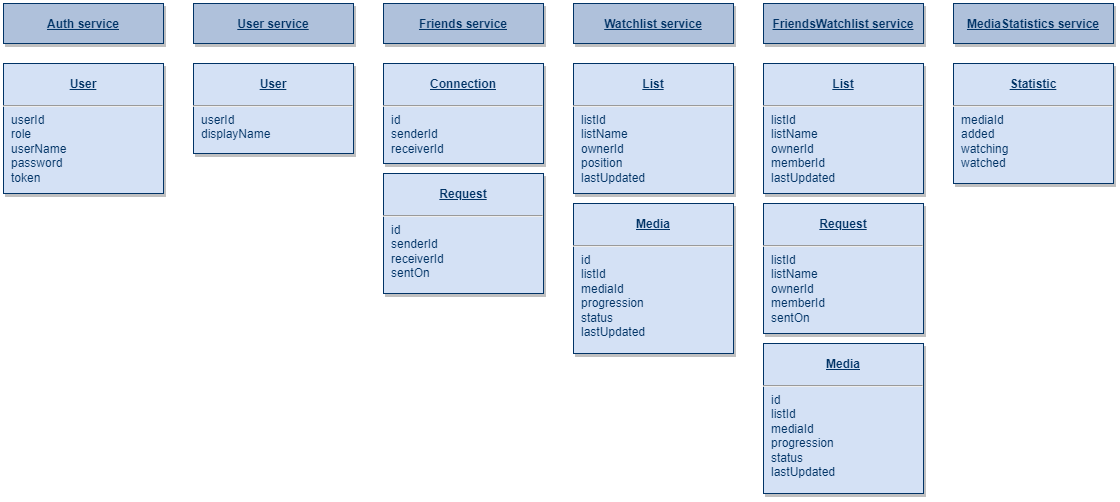 Auth service
User
userId
role
userName
password
token
User service
User
userId
displayName
Friends service
Connection
id
senderId
receiverId
Request
id
senderId
receiverId
sentOn
Watchlist service
List
listId
listName
ownerId
position
lastUpdated
Media
id
listId
mediaId
progression
status
lastUpdated
FriendsWatchlist service
List
listId
listName
ownerId
memberId
lastUpdated
Request
listId
listName
ownerId
memberId
sentOn
Media
id
listId
mediaId
progression
status
lastUpdated
MediaStatistics service
Statistic
mediaId
added
watching
watched